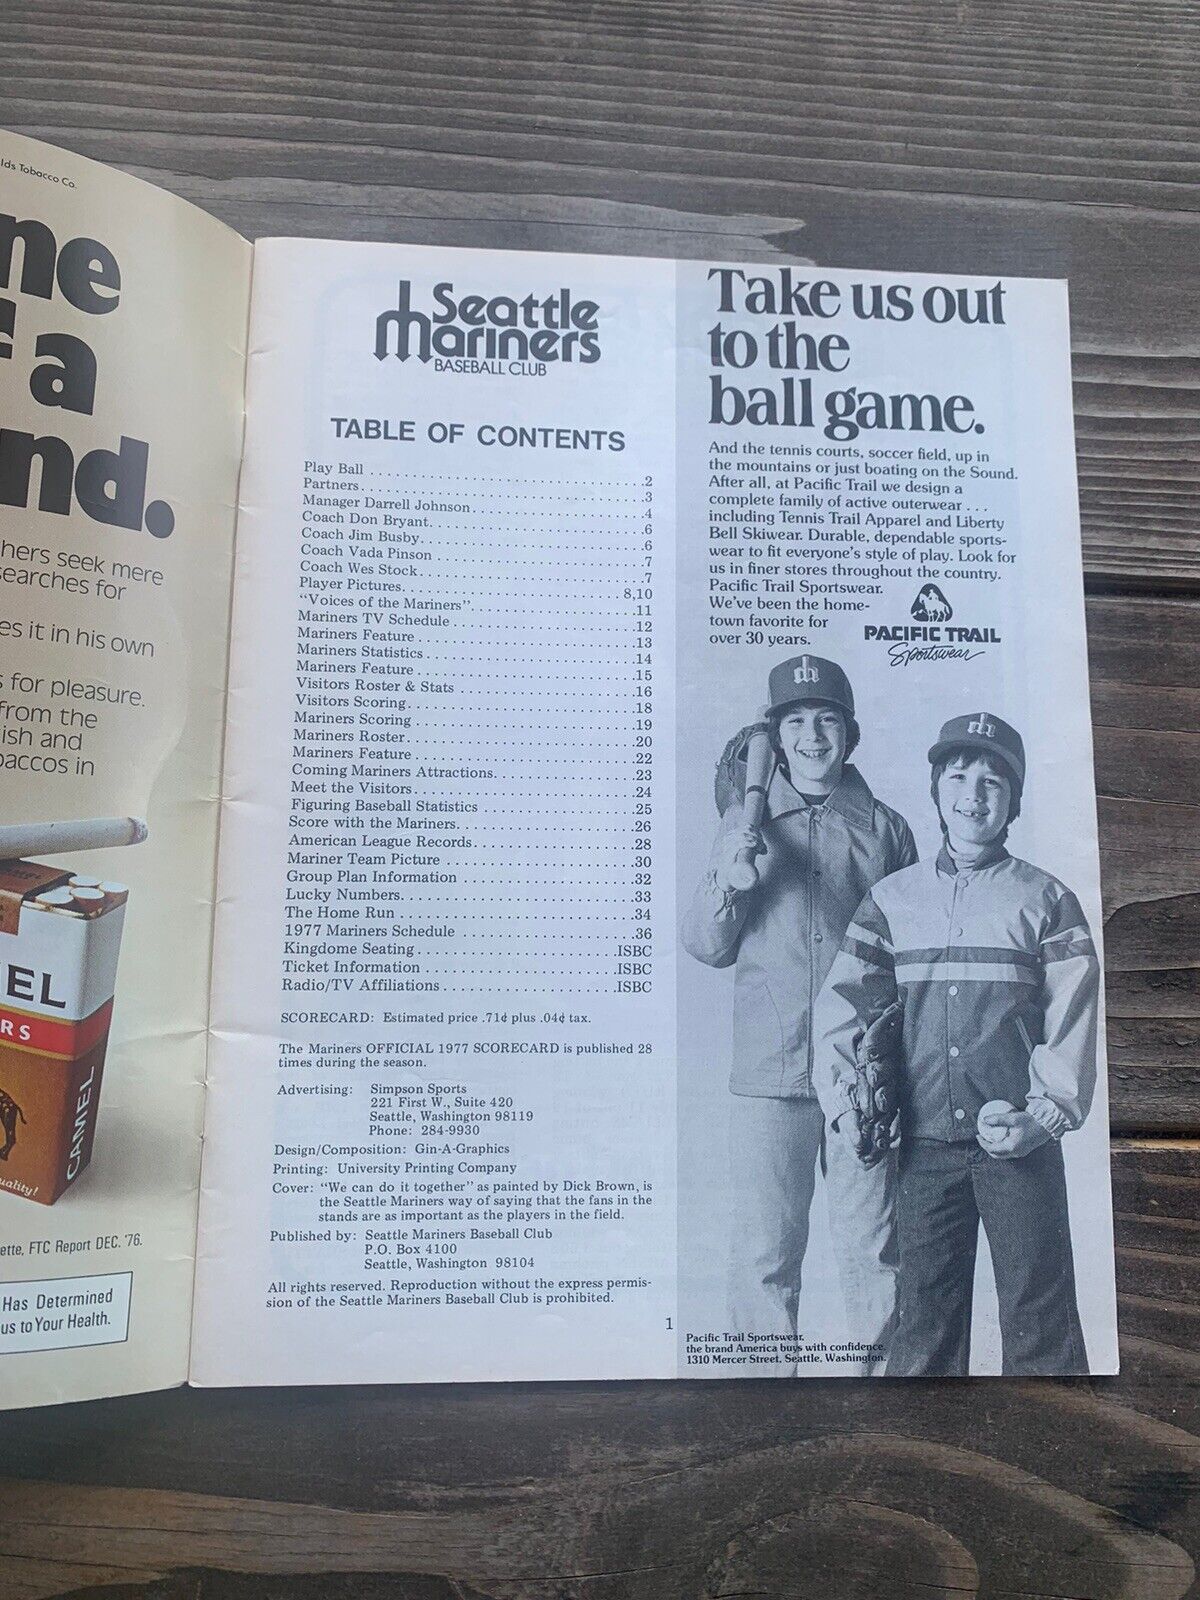 lds Tobacco Co.
ne
f a
nd.
hers seek mere
searches for
es it in his own
s for pleasure.
from the
ish and
baccos in
EL
RS
CAMEL
uality!
ette, FTC Report DEC. '76.
Has Determined
us to Your Health.
Seattle
Mariners
BASEBALL CLUB
TABLE OF CONTENTS
Play Ball . . . . . . . . . . . . . . . . . . . . . . . . . . .2
Partners. . . . . . . . . . . . . . . . . . . . . . . . . . . .3
Manager Darrell Johnson. . . . . . . . . . . . . . . . .4
Coach Don Bryant. . . . . . . . . . . . . . . . . . . . .6
Coach Jim Busby. . . . . . . . . . . . . . . . . . . . . .6
Coach Vada Pinson . . . . . . . . . . . . . . . . . . . .7
Coach Wes Stock. . . . . . . . . . . . . . . . . . . . . .7
Player Pictures. . . . . . . . . . . . . . . . . . . . . 8,10
"Voices of the Mariners". . . . . . . . . . . . . . . .11
Mariners TV Schedule . . . . . . . . . . . . . . . . . .12
Mariners Feature . . . . . . . . . . . . . . . . . . . . .13
Mariners Statistics . . . . . . . . . . . . . . . . . . . .14
Mariners Feature . . . . . . . . . . . . . . . . . . . . .15
Visitors Roster & Stats . . . . . . . . . . . . . . . . .16
Visitors Scoring. . . . . . . . . . . . . . . . . . . . . .18
Mariners Scoring . . . . . . . . . . . . . . . . . . . . .19
Mariners Roster. . . . . . . . . . . . . . . . . . . . . .20
Mariners Feature . . . . . . . . . . . . . . . . . . . . .22
Coming Mariners Attractions. . . . . . . . . . . . . .23
Meet the Visitors. . . . . . . . . . . . . . . . . . . . .24
Figuring Baseball Statistics . . . . . . . . . . . . . . .25
Score with the Mariners. . . . . . . . . . . . . . . . .26
American League Records. . . . . . . . . . . . . . . .28
Mariner Team Picture . . . . . . . . . . . . . . . . . .30
Group Plan Information . . . . . . . . . . . . . . . . .32
Lucky Numbers. . . . . . . . . . . . . . . . . . . . . .33
The Home Run . . . . . . . . . . . . . . . . . . . . . .34
1977 Mariners Schedule . . . . . . . . . . . . . . . . .36
Kingdome Seating . . . . . . . . . . . . . . . . . . .ISBC
Ticket Information . . . . . . . . . . . . . . . . . .ISBC
Radio/TV Affiliations . . . . . . . . . . . . . . . . .ISBC
SCORECARD: Estimated price .71¢ plus .04¢ tax.
The Mariners OFFICIAL 1977 SCORECARD is published 28
times during the season.
Advertising: Simpson Sports
221 First W., Suite 420
Seattle, Washington 98119
Phone: 284-9930
Design/Composition: Gin-A-Graphics
Printing: University Printing Company
Cover: "We can do it together" as painted by Dick Brown, is
the Seattle Mariners way of saying that the fans in the
stands are as important as the players in the field.
Published by: Seattle Mariners Baseball Club
P.O. Box 4100
Seattle, Washington 98104
All rights reserved. Reproduction without the express permis-
sion of the Seattle Mariners Baseball Club is prohibited.
1
Take us out
to the
ball game.
And the tennis courts, soccer field, up in
the mountains or just boating on the Sound.
After all, at Pacific Trail we design a
complete family of active outerwear . . .
including Tennis Trail Apparel and Liberty
Bell Skiwear. Durable, dependable sports-
wear to fit everyone's style of play. Look for
us in finer stores throughout the country.
Pacific Trail Sportswear.
We've been the home-
town favorite for
over 30 years.
PACIFIC TRAIL
Sportswear
Pacific Trail Sportswear.
the brand America buys with confidence.
1310 Mercer Street. Seattle, Washington.